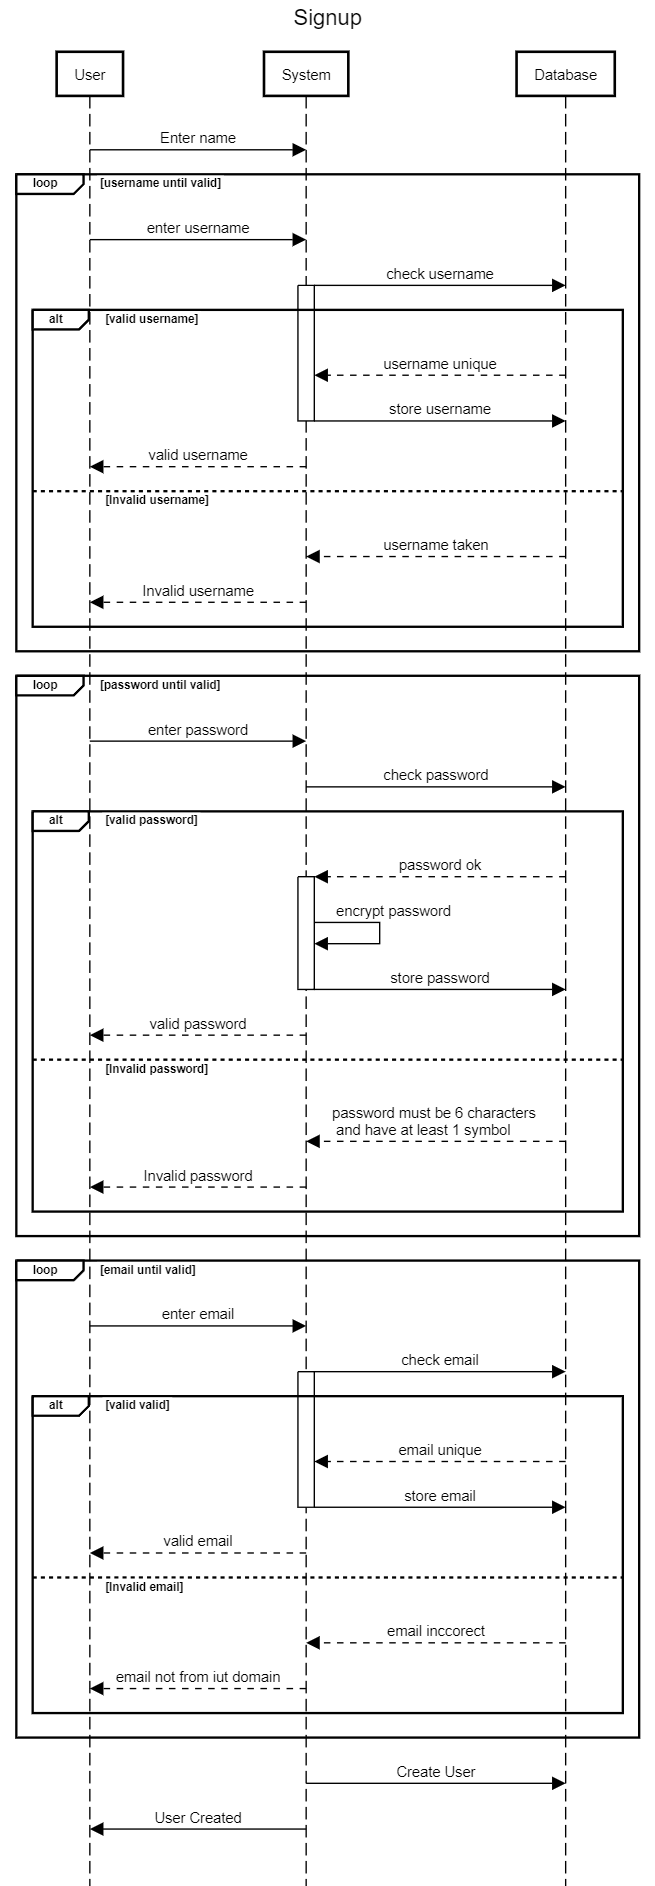 Signup
User
System
Database
Enter name
loop
[username until valid]
enter username
check username
alt
[valid username]
username unique
store username
valid username
[Invalid username]
username taken
Invalid username
loop
[password until valid]
enter password
check password
alt
[valid password]
password ok
encrypt password
store password
valid password
[Invalid password]
password must be 6 characters
and have at least 1 symbol
Invalid password
loop
[email until valid]
enter email
check email
alt
[valid valid]
email unique
store email
valid email
[Invalid email]
email inccorect
email not from iut domain
Create User
User Created